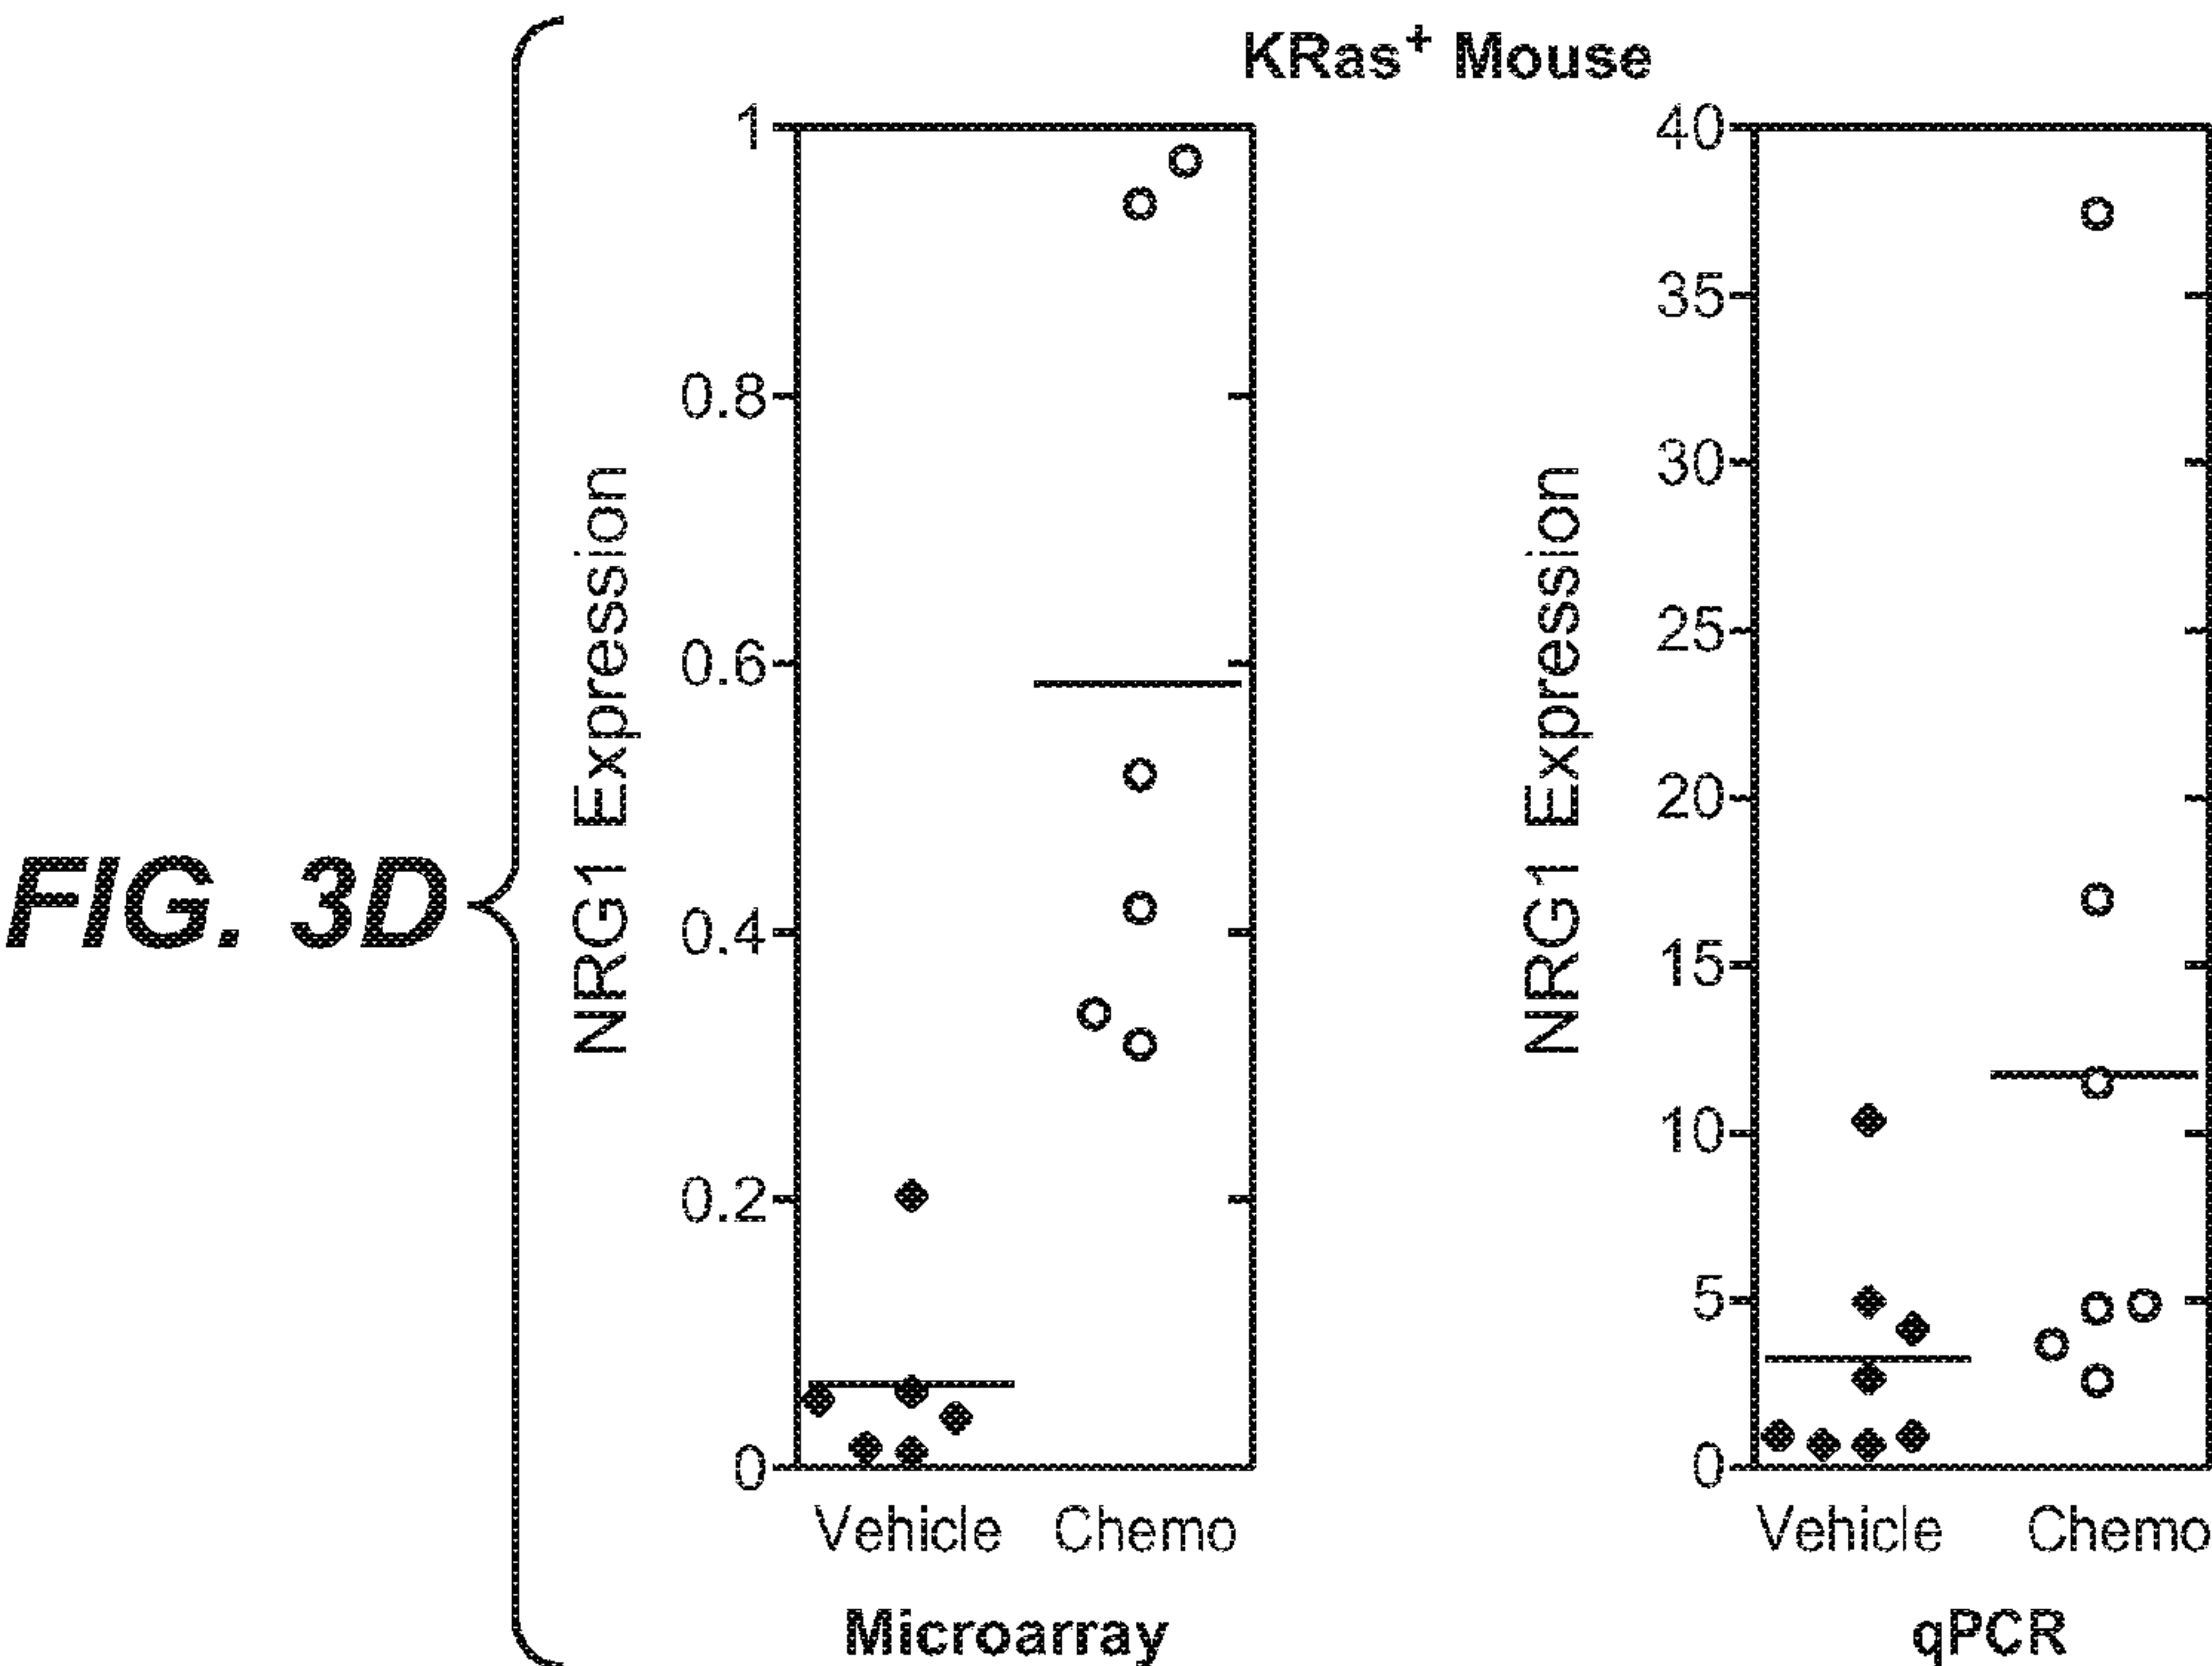 KRas+ Mouse
FIG. 3D
NRG1 Expression
1
0.8
0.6
0.4
0.2
0
Vehicle Chemo
Microarray
NRG1 Expression
40
35
30
25
20
15
10
5
0
Vehicle Chemo
qPCR